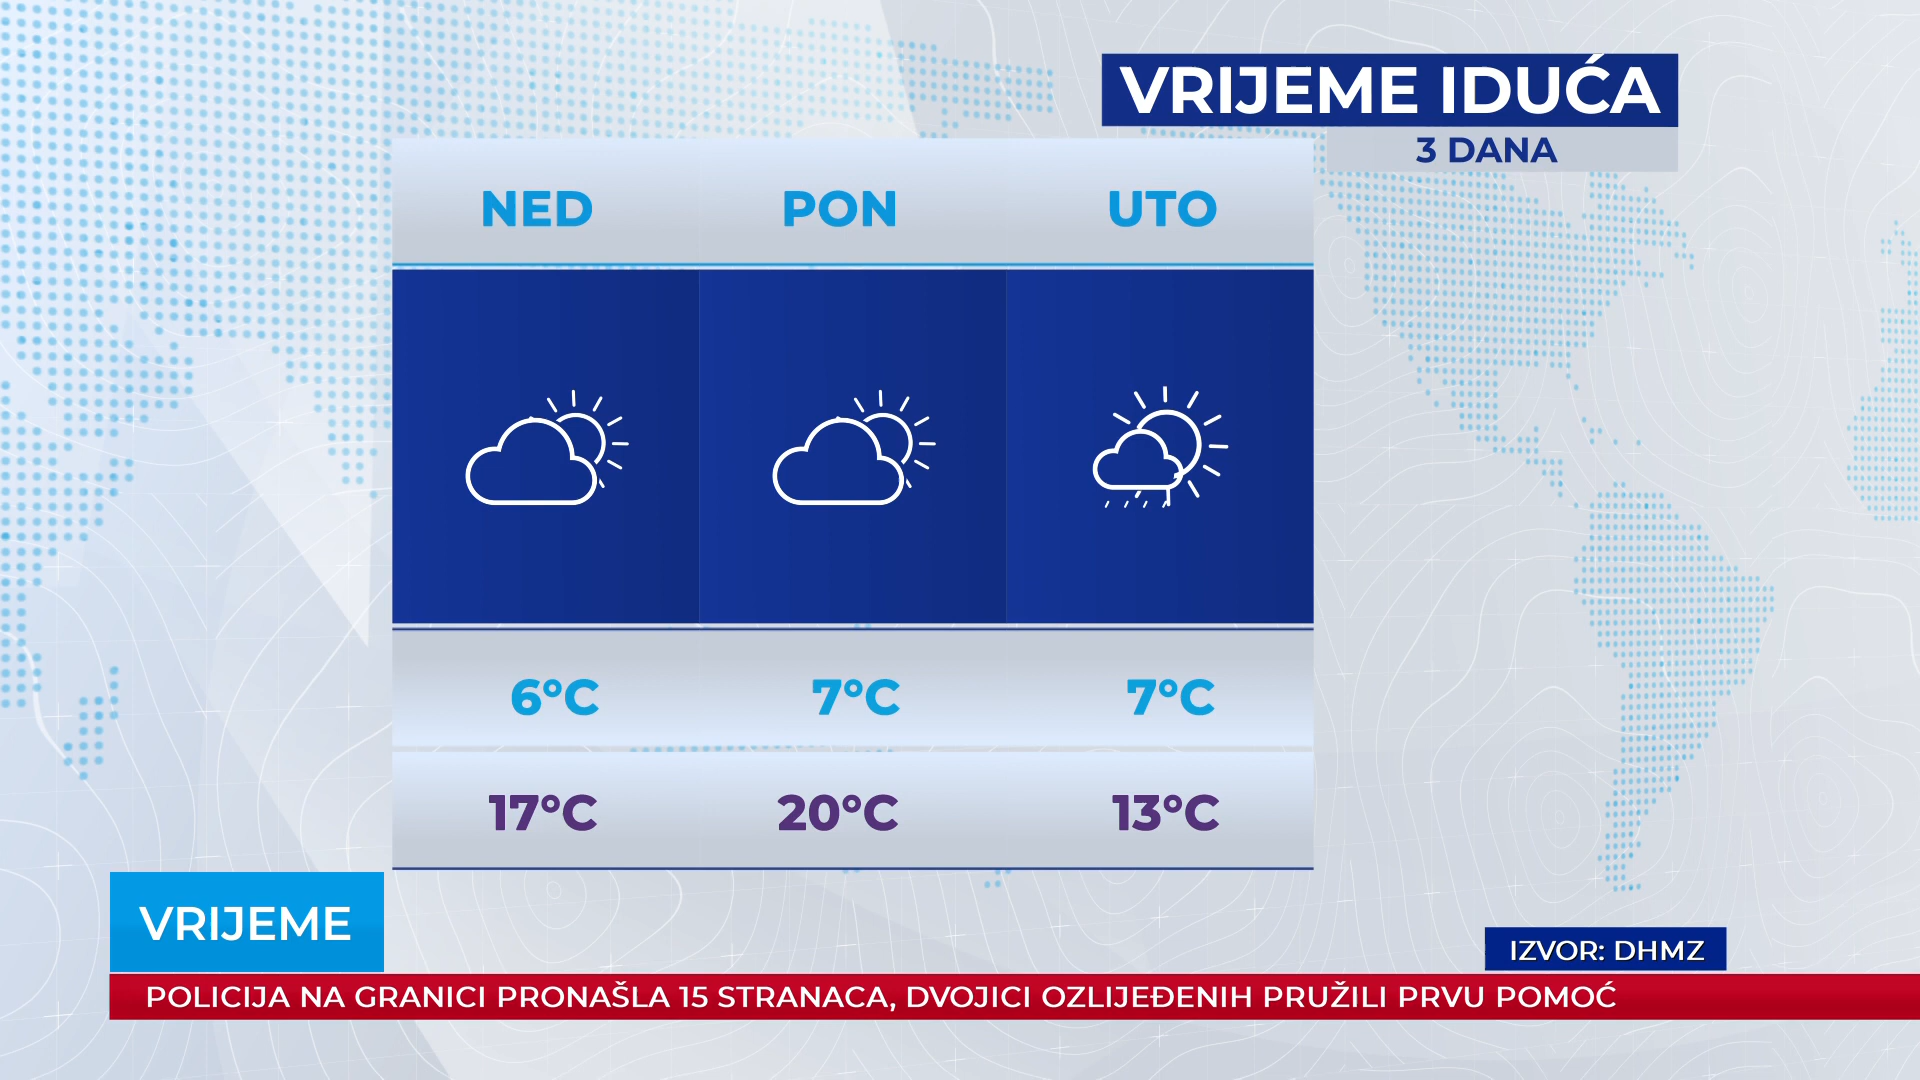 VRIJEME IDUĆA
3 DANA
NED PON UTO
6°C 7°C 7°C
17°C 20°C 13°C
VRIJEME
IZVOR: DHMZ
POLICIJA NA GRANICI PRONAŠLA 15 STRANACA, DVOJICI OZLIJEĐENIH PRUŽILI PRVU POMOĆ